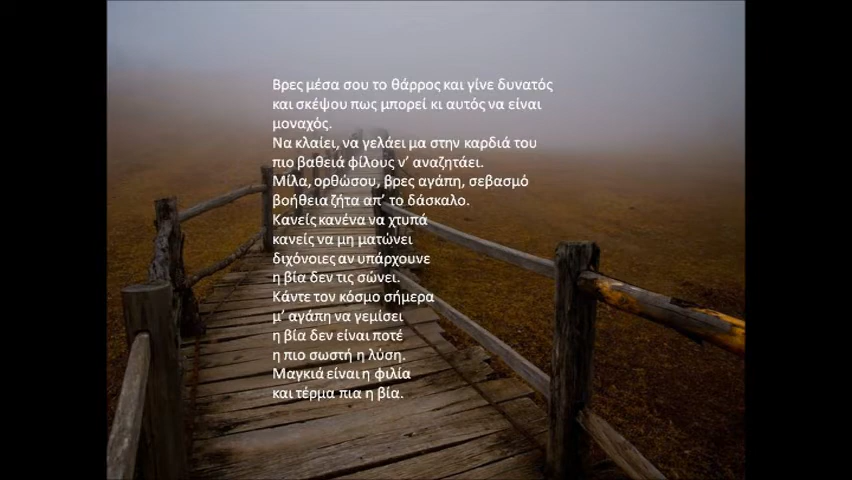 Βρες μέσα σου το θάρρος και γίνε δυνατός
και σκέψου πως μπορεί κι αυτός να είναι
μοναχός.
Να κλαίει, να γελάει μα στην καρδιά του
πιο βαθειά φίλους ν’ αναζητάει.
Μίλα, ορθώσου, βρες αγάπη, σεβασμό
βοήθεια ζήτα απ’ το δάσκαλο.
Κανείς κανένα να χτυπά
κανείς να μη ματώνει
διχόνοιες αν υπάρχουνε
η βία δεν τις σώνει.
Κάντε τον κόσμο σήμερα
μ’ αγάπη να γεμίσει
η βία δεν είναι ποτέ
η πιο σωστή η λύση.
Μαγκιά είναι η φιλία
και τέρμα πια η βία.